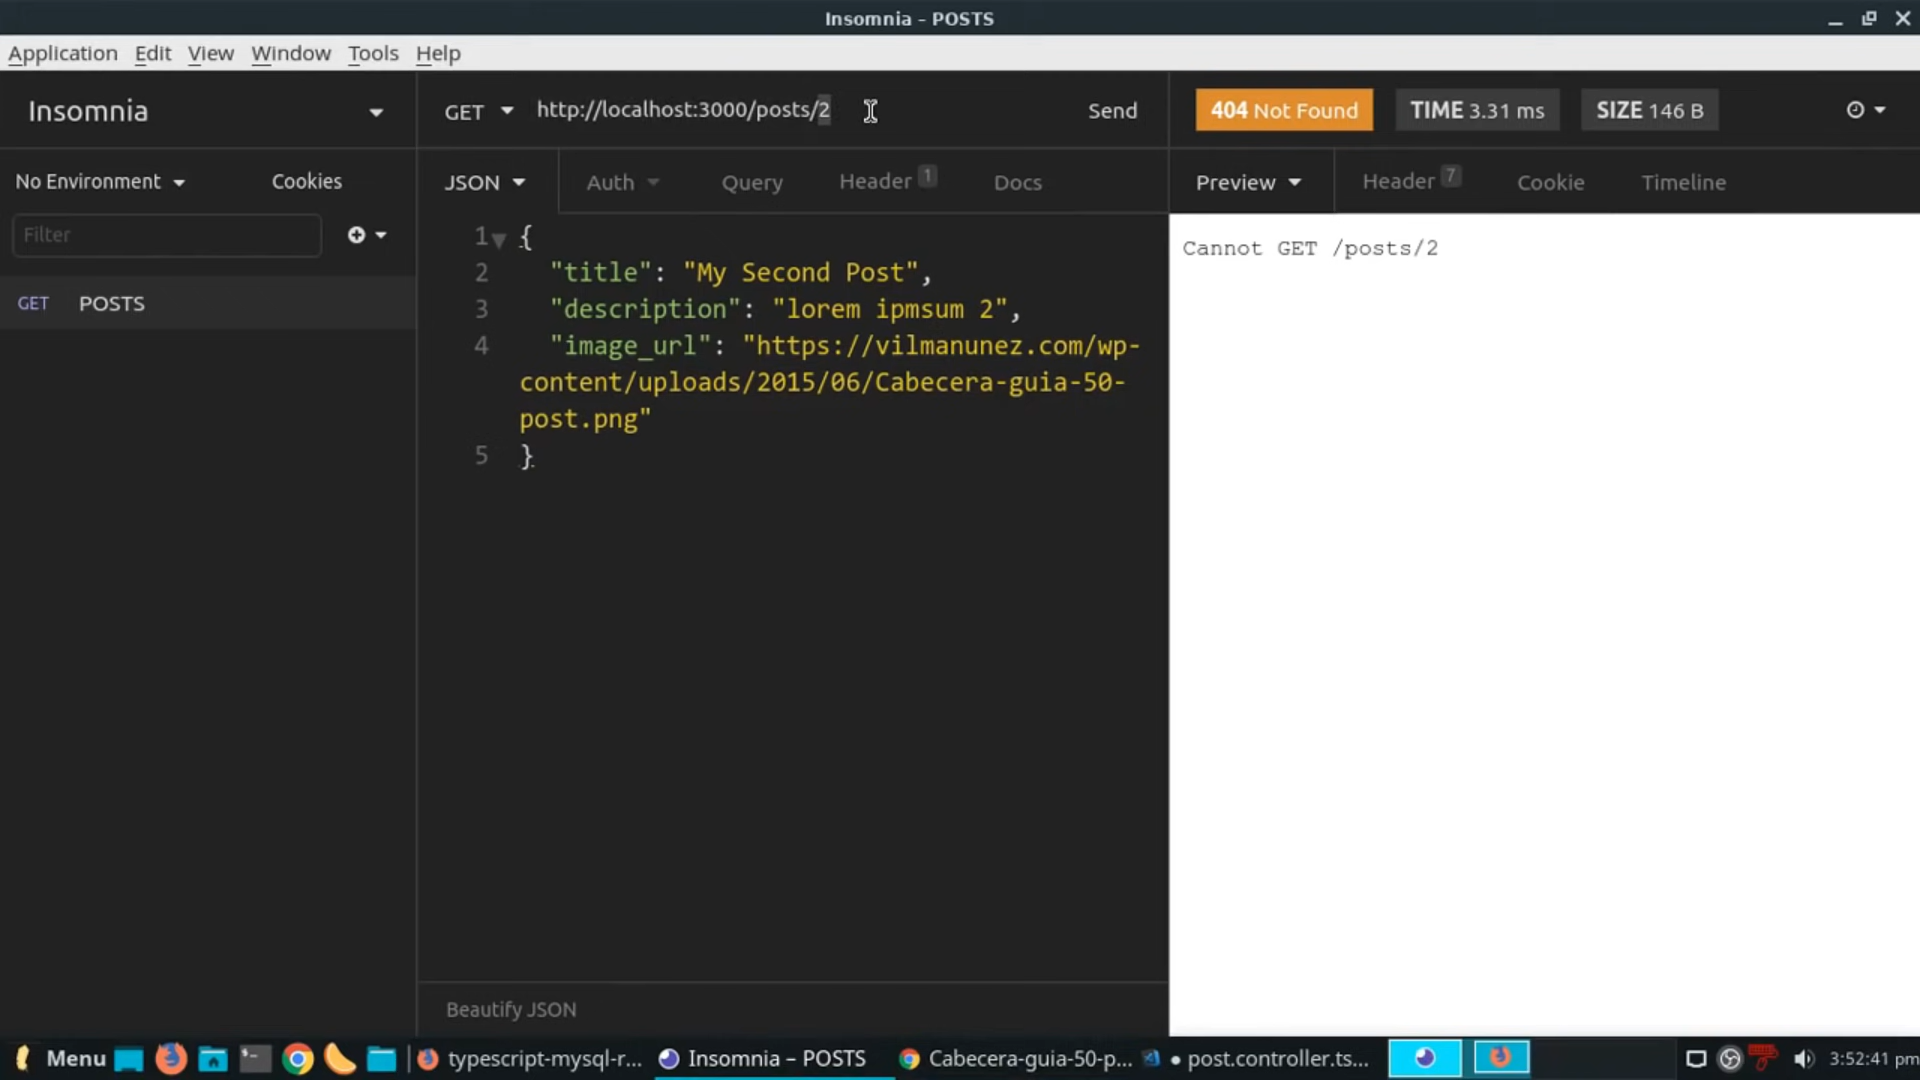 Insomnia – POSTS
Application Edit View Window Tools Help
Insomnia
GET http://localhost:3000/posts/2 Send
404 Not Found TIME 3.31 ms SIZE 146 B
No Environment Cookies
JSON Auth Query Header 1 Docs
Preview Header 7 Cookie Timeline
Filter
GET POSTS
1 {
2 "title": "My Second Post",
3 "description": "lorem ipmsum 2",
4 "image_url": "https://vilmanunez.com/wp-
content/uploads/2015/06/Cabecera-guia-50-
post.png"
5 }
Cannot GET /posts/2
Beautify JSON
Menu typescript-mysql-r... Insomnia – POSTS Cabecera-guia-50-p... ● post.controller.ts... 3:52:41 pm